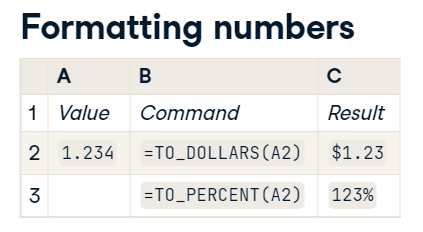 Formatting numbers
A B C
1 Value Command Result
2 1.234 =TO_DOLLARS(A2) $1.23
3 =TO_PERCENT(A2) 123%